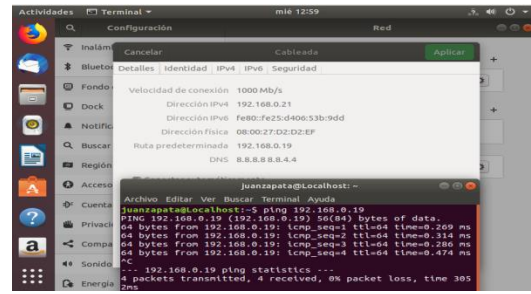 Actividades Terminal mié 12:59
Configuración Red
Inalám
Cancelar Cableada Aplicar
Bluetoo
Detalles Identidad IPv4 IPv6 Seguridad
Fondo
Velocidad de conexión 1000 Mb/s
Dock
Dirección IPv4 192.168.0.21
Dirección IPv6 fe80::fe25:d406:53b:9dd
Notific
Dirección física 08:00:27:D2:D2:EF
Buscar
Ruta predeterminada 192.168.0.19
Región
DNS 8.8.8.8 8.8.4.4
Acceso
juanzapata@Localhost: ~
Archivo Editar Ver Buscar Terminal Ayuda
Cuenta
juanzapata@Localhost:~$ ping 192.168.0.19
PING 192.168.0.19 (192.168.0.19) 56(84) bytes of data.
Privaci
64 bytes from 192.168.0.19: icmp_seq=1 ttl=64 time=0.269 ms
64 bytes from 192.168.0.19: icmp_seq=2 ttl=64 time=0.314 ms
Compa
64 bytes from 192.168.0.19: icmp_seq=3 ttl=64 time=0.286 ms
64 bytes from 192.168.0.19: icmp_seq=4 ttl=64 time=0.474 ms
Sonido
^C
--- 192.168.0.19 ping statistics ---
4 packets transmitted, 4 received, 0% packet loss, time 305
Energía
2ms